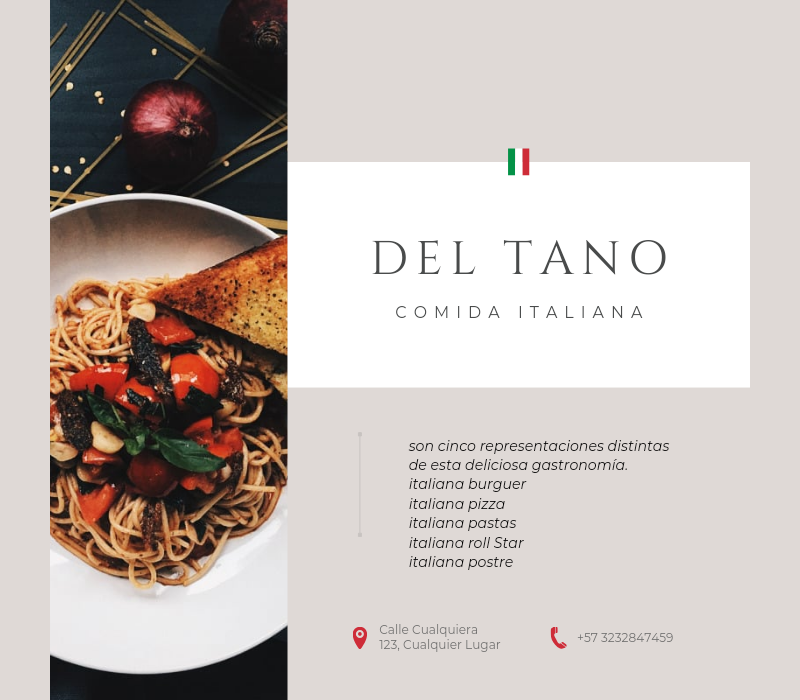 DEL TANO
COMIDA ITALIANA
son cinco representaciones distintas
de esta deliciosa gastronomía.
italiana burguer
italiana pizza
italiana pastas
italiana roll Star
italiana postre
Calle Cualquiera
123, Cualquier Lugar
+57 3232847459